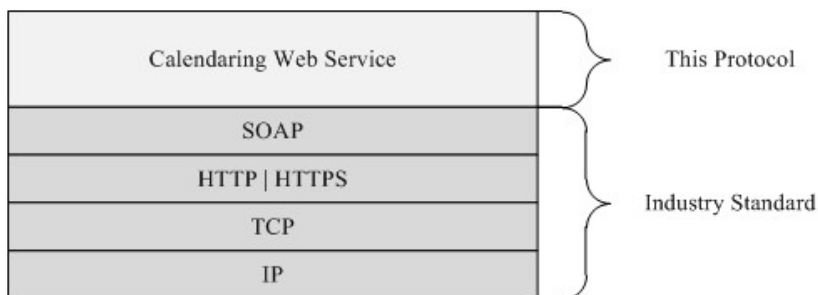 Calendaring Web Service
This Protocol
SOAP
HTTP | HTTPS
TCP
IP
Industry Standard